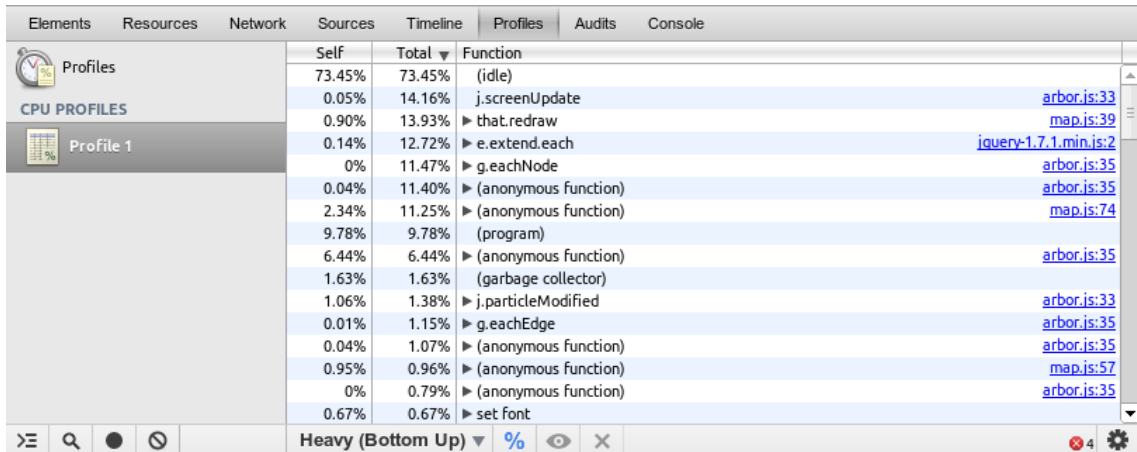 Elements Resources Network Sources Timeline Profiles Audits Console
Profiles
CPU PROFILES
Profile 1
Self Total Function
73.45% 73.45% (idle)
0.05% 14.16% j.screenUpdate arbor.js:33
0.90% 13.93% that.redraw map.js:39
0.14% 12.72% e.extend.each jquery-1.7.1.min.js:2
0% 11.47% g.eachNode arbor.js:35
0.04% 11.40% (anonymous function) arbor.js:35
2.34% 11.25% (anonymous function) map.js:74
9.78% 9.78% (program)
6.44% 6.44% (anonymous function) arbor.js:35
1.63% 1.63% (garbage collector)
1.06% 1.38% j.particleModified arbor.js:33
0.01% 1.15% g.eachEdge arbor.js:35
0.04% 1.07% (anonymous function) arbor.js:35
0.95% 0.96% (anonymous function) map.js:57
0% 0.79% (anonymous function) arbor.js:35
0.67% 0.67% set font
Heavy (Bottom Up) % 4